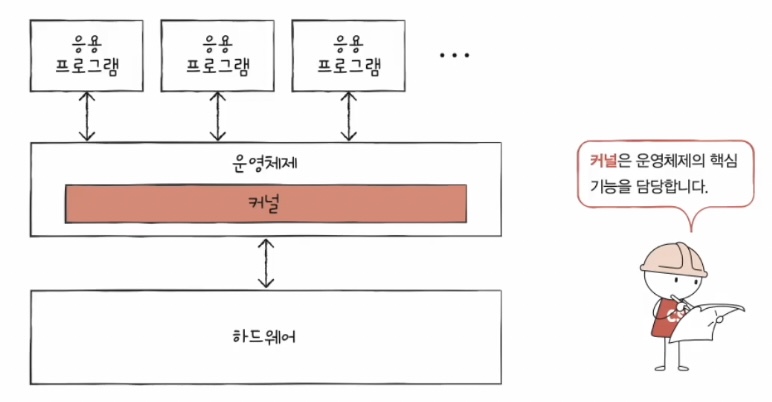 응용
프로그램
응용
프로그램
응용
프로그램
...
운영체제
커널
하드웨어
커널은 운영체제의 핵심
기능을 담당합니다.
CS